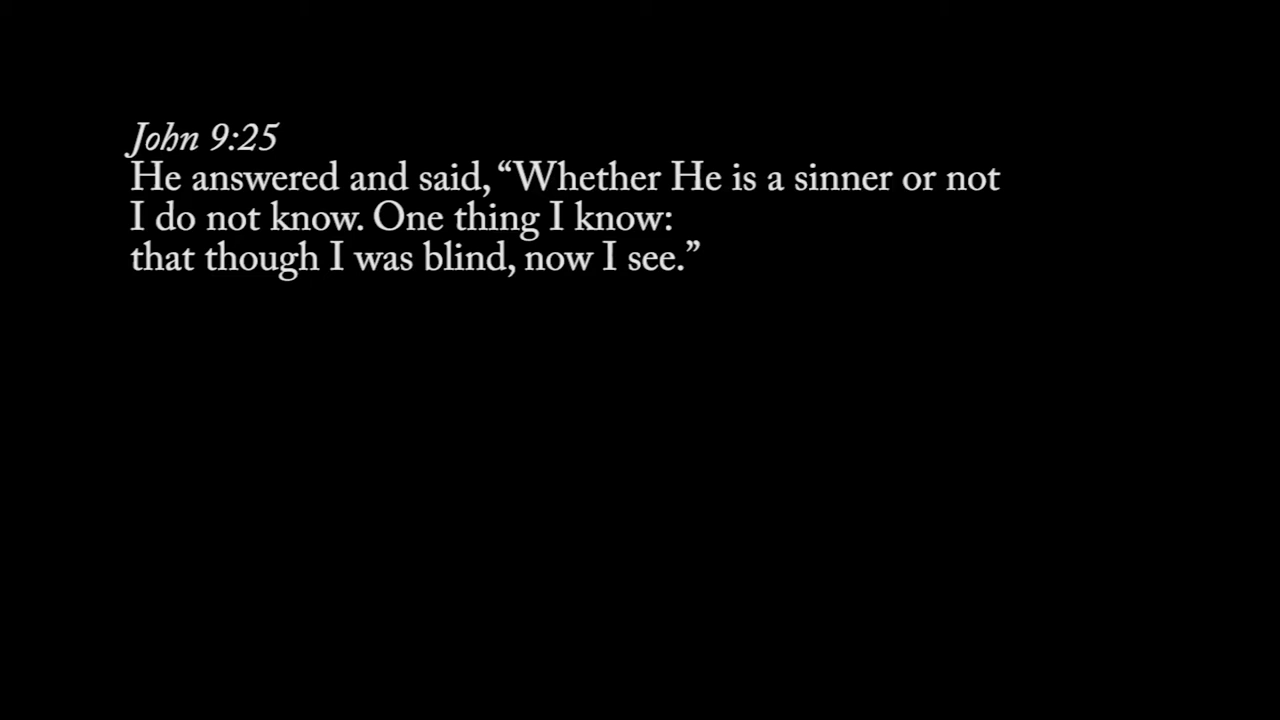 John 9:25
He answered and said, “Whether He is a sinner or not
I do not know. One thing I know:
that though I was blind, now I see.”